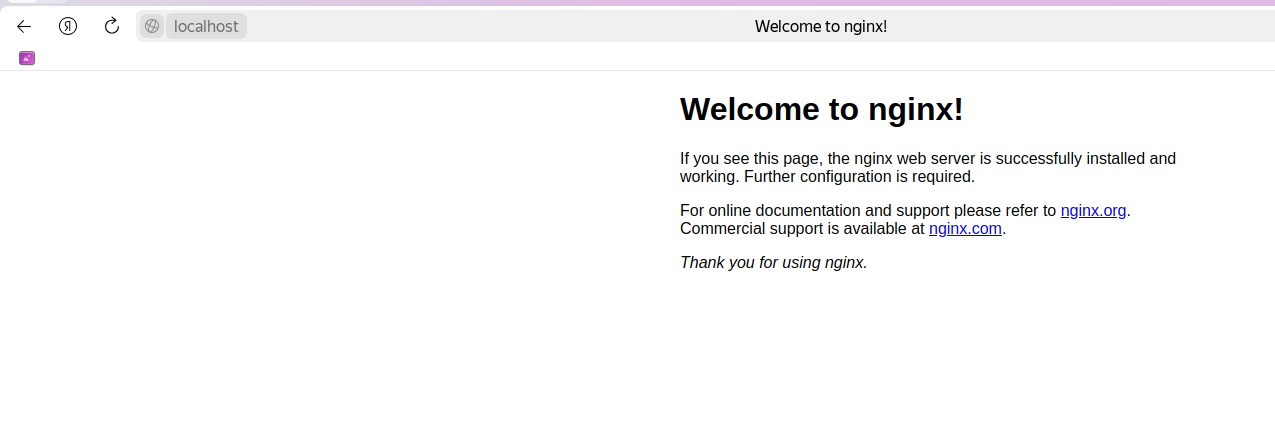 Я localhost Welcome to nginx!
Welcome to nginx!
If you see this page, the nginx web server is successfully installed and
working. Further configuration is required.
For online documentation and support please refer to nginx.org.
Commercial support is available at nginx.com.
Thank you for using nginx.